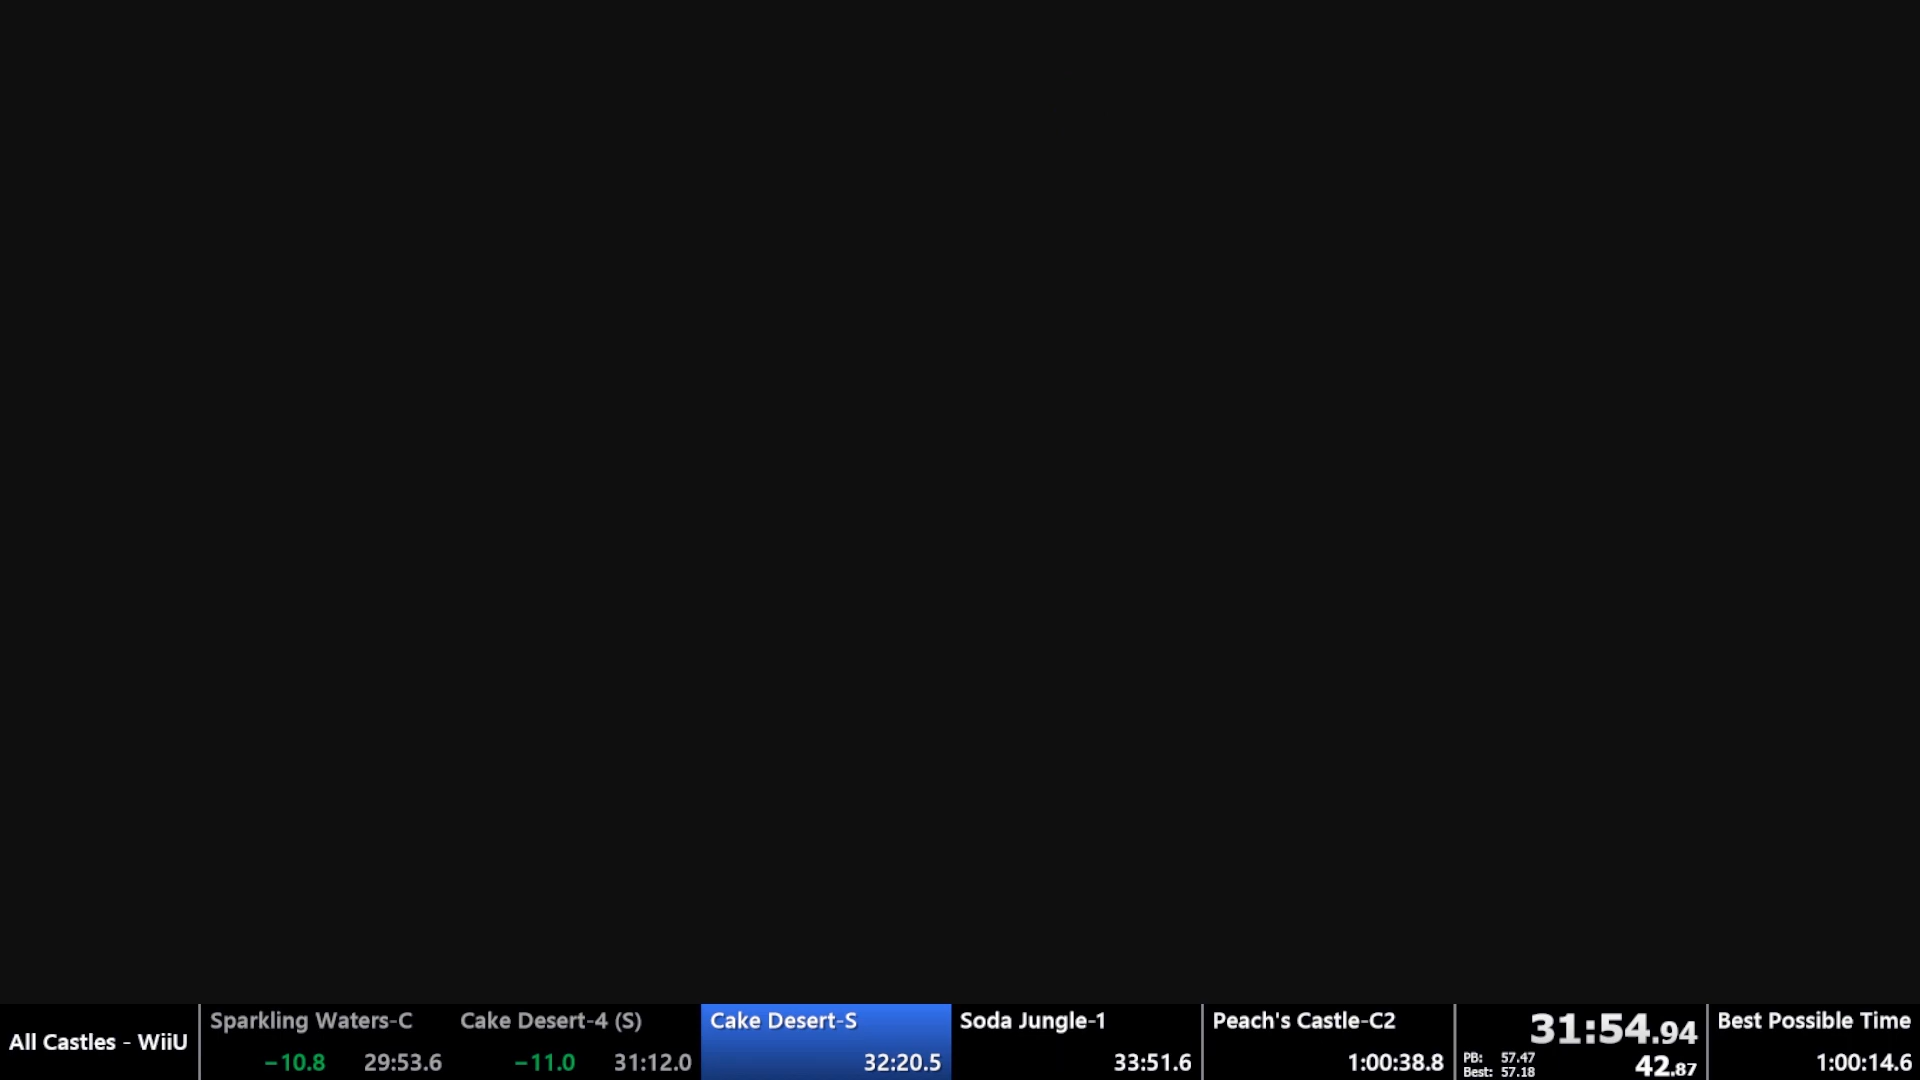 All Castles - WiiU
Sparkling Waters-C
−10.8 29:53.6
Cake Desert-4 (S)
−11.0 31:12.0
Cake Desert-S
32:20.5
Soda Jungle-1
33:51.6
Peach's Castle-C2
1:00:38.8
31:54.94
PB: 57.47
Best: 57.18
42.87
Best Possible Time
1:00:14.6